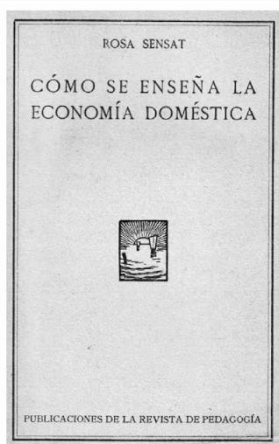 ROSA SENSAT
CÓMO SE ENSEÑA LA
ECONOMÍA DOMÉSTICA
PUBLICACIONES DE LA REVISTA DE PEDAGOGÍA